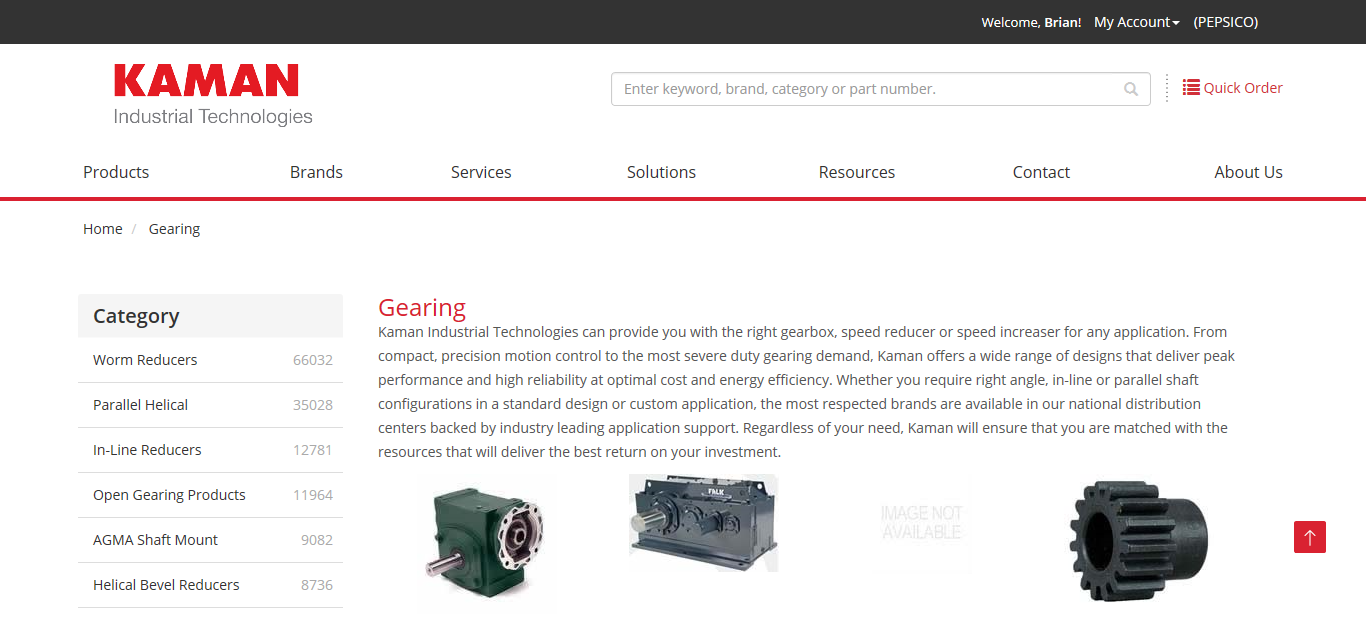 Welcome, Brian! My Account (PEPSICO)
KAMAN
Industrial Technologies
Enter keyword, brand, category or part number.
Quick Order
Products Brands Services Solutions Resources Contact About Us
Home / Gearing
Category
Worm Reducers 66032
Parallel Helical 35028
In-Line Reducers 12781
Open Gearing Products 11964
AGMA Shaft Mount 9082
Helical Bevel Reducers 8736
Gearing
Kaman Industrial Technologies can provide you with the right gearbox, speed reducer or speed increaser for any application. From
compact, precision motion control to the most severe duty gearing demand, Kaman offers a wide range of designs that deliver peak
performance and high reliability at optimal cost and energy efficiency. Whether you require right angle, in-line or parallel shaft
configurations in a standard design or custom application, the most respected brands are available in our national distribution
centers backed by industry leading application support. Regardless of your need, Kaman will ensure that you are matched with the
resources that will deliver the best return on your investment.
FALK
IMAGE NOT
AVAILABLE